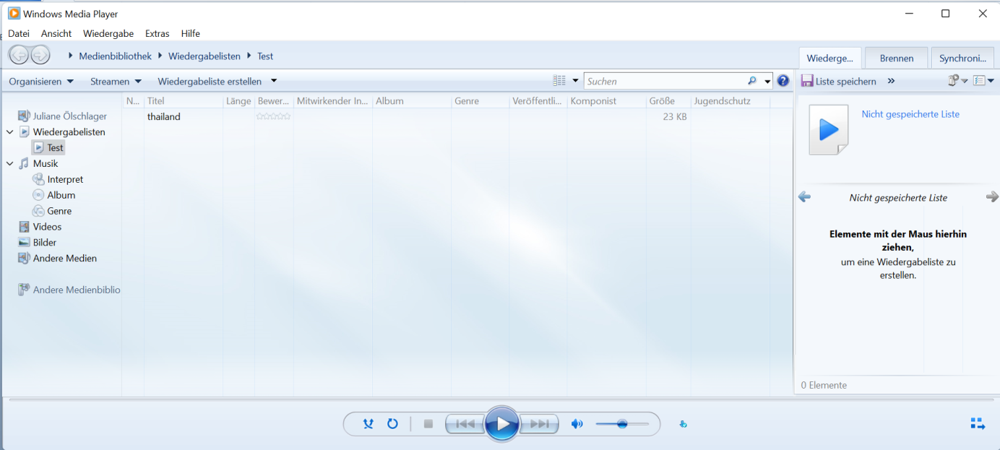 Windows Media Player
Datei Ansicht Wiedergabe Extras Hilfe
Medienbibliothek Wiedergabelisten Test
Wiederge... Brennen Synchroni...
Organisieren Streamen Wiedergabeliste erstellen Suchen ? Liste speichern »
N... Titel Länge Bewer... Mitwirkender In... Album Genre Veröffentli... Komponist Größe Jugendschutz
thailand 23 KB
Juliane Ölschlager
Wiedergabelisten
Test
Musik
Interpret
Album
Genre
Videos
Bilder
Andere Medien
Andere Medienbiblio
Nicht gespeicherte Liste
Nicht gespeicherte Liste
Elemente mit der Maus hierhin
ziehen,
um eine Wiedergabeliste zu
erstellen.
0 Elemente